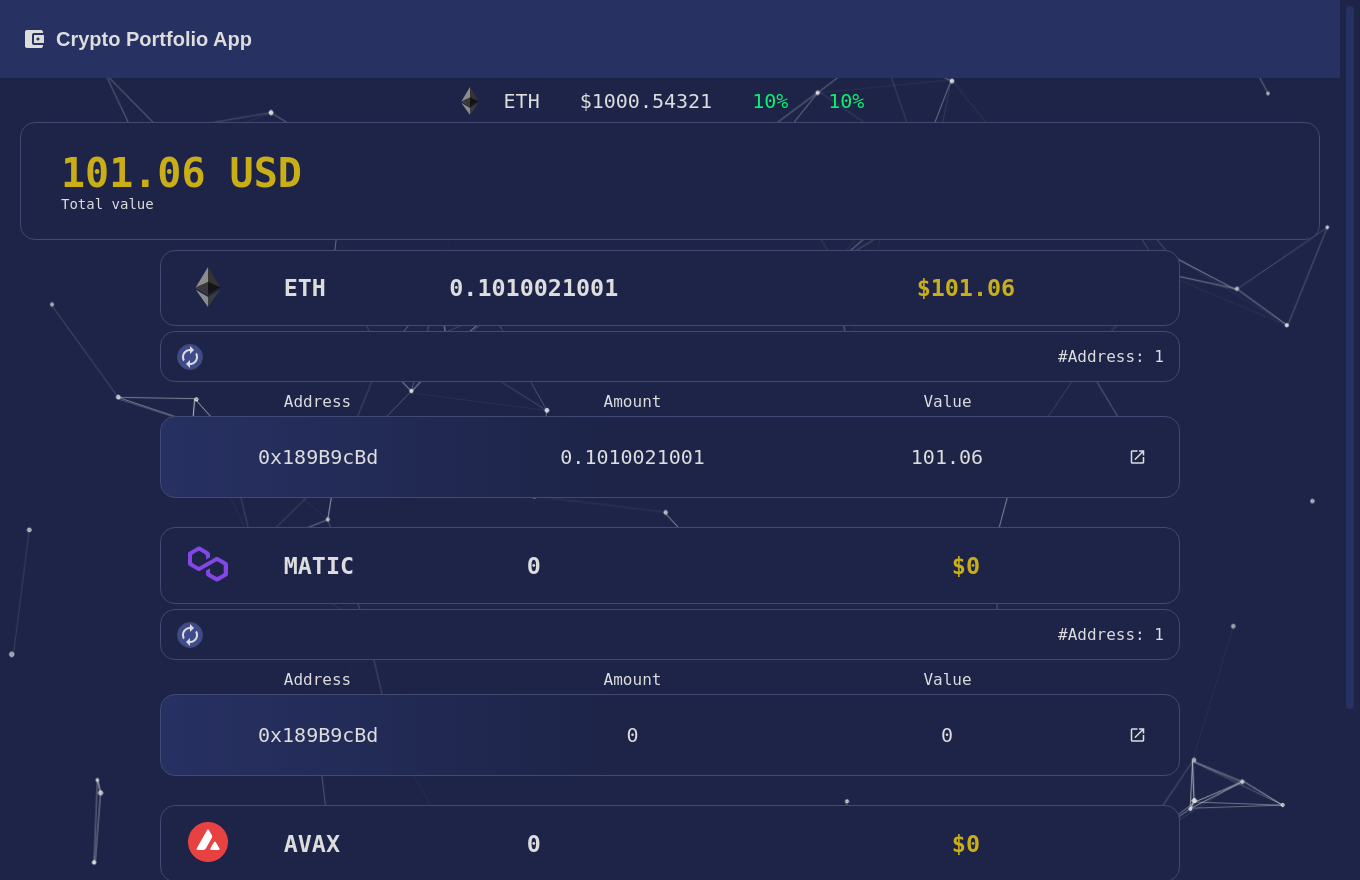 Crypto Portfolio App
ETH $1000.54321 10% 10%
101.06 USD
Total value
ETH 0.1010021001 $101.06
#Address: 1
Address Amount Value
0x189B9cBd 0.1010021001 101.06
MATIC 0 $0
#Address: 1
Address Amount Value
0x189B9cBd 0 0
AVAX 0 $0